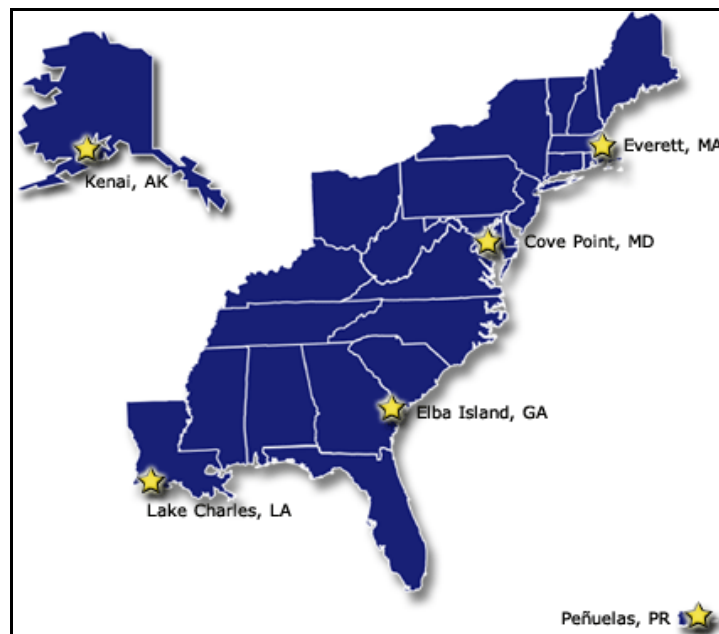 Everett, MA
Kenai, AK
Cove Point, MD
Elba Island, GA
Lake Charles, LA
Peñuelas, PR